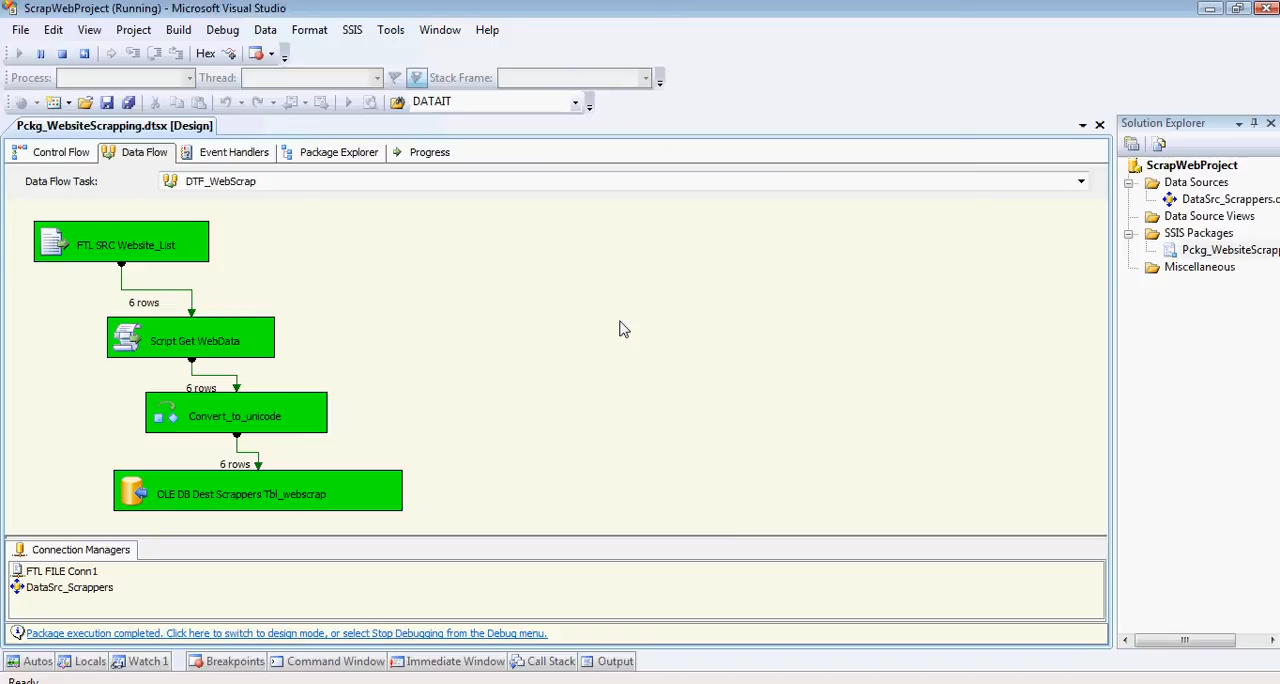 ScrapWebProject (Running) - Microsoft Visual Studio
File Edit View Project Build Debug Data Format SSIS Tools Window Help
Hex
Process: Thread: Stack Frame:
DATAIT
Pckg_WebsiteScrapping.dtsx [Design]
Control Flow Data Flow Event Handlers Package Explorer Progress
Data Flow Task: DTF_WebScrap
FTL SRC Website_List
6 rows
Script Get WebData
6 rows
Convert_to_unicode
6 rows
OLE DB Dest Scrappers Tbl_webscrap
Connection Managers
FTL FILE Conn1
DataSrc_Scrappers
Package execution completed. Click here to switch to design mode, or select Stop Debugging from the Debug menu.
Solution Explorer
ScrapWebProject
Data Sources
DataSrc_Scrappers.d
Data Source Views
SSIS Packages
Pckg_WebsiteScrapp
Miscellaneous
Autos Locals Watch 1 Breakpoints Command Window Immediate Window Call Stack Output
Ready